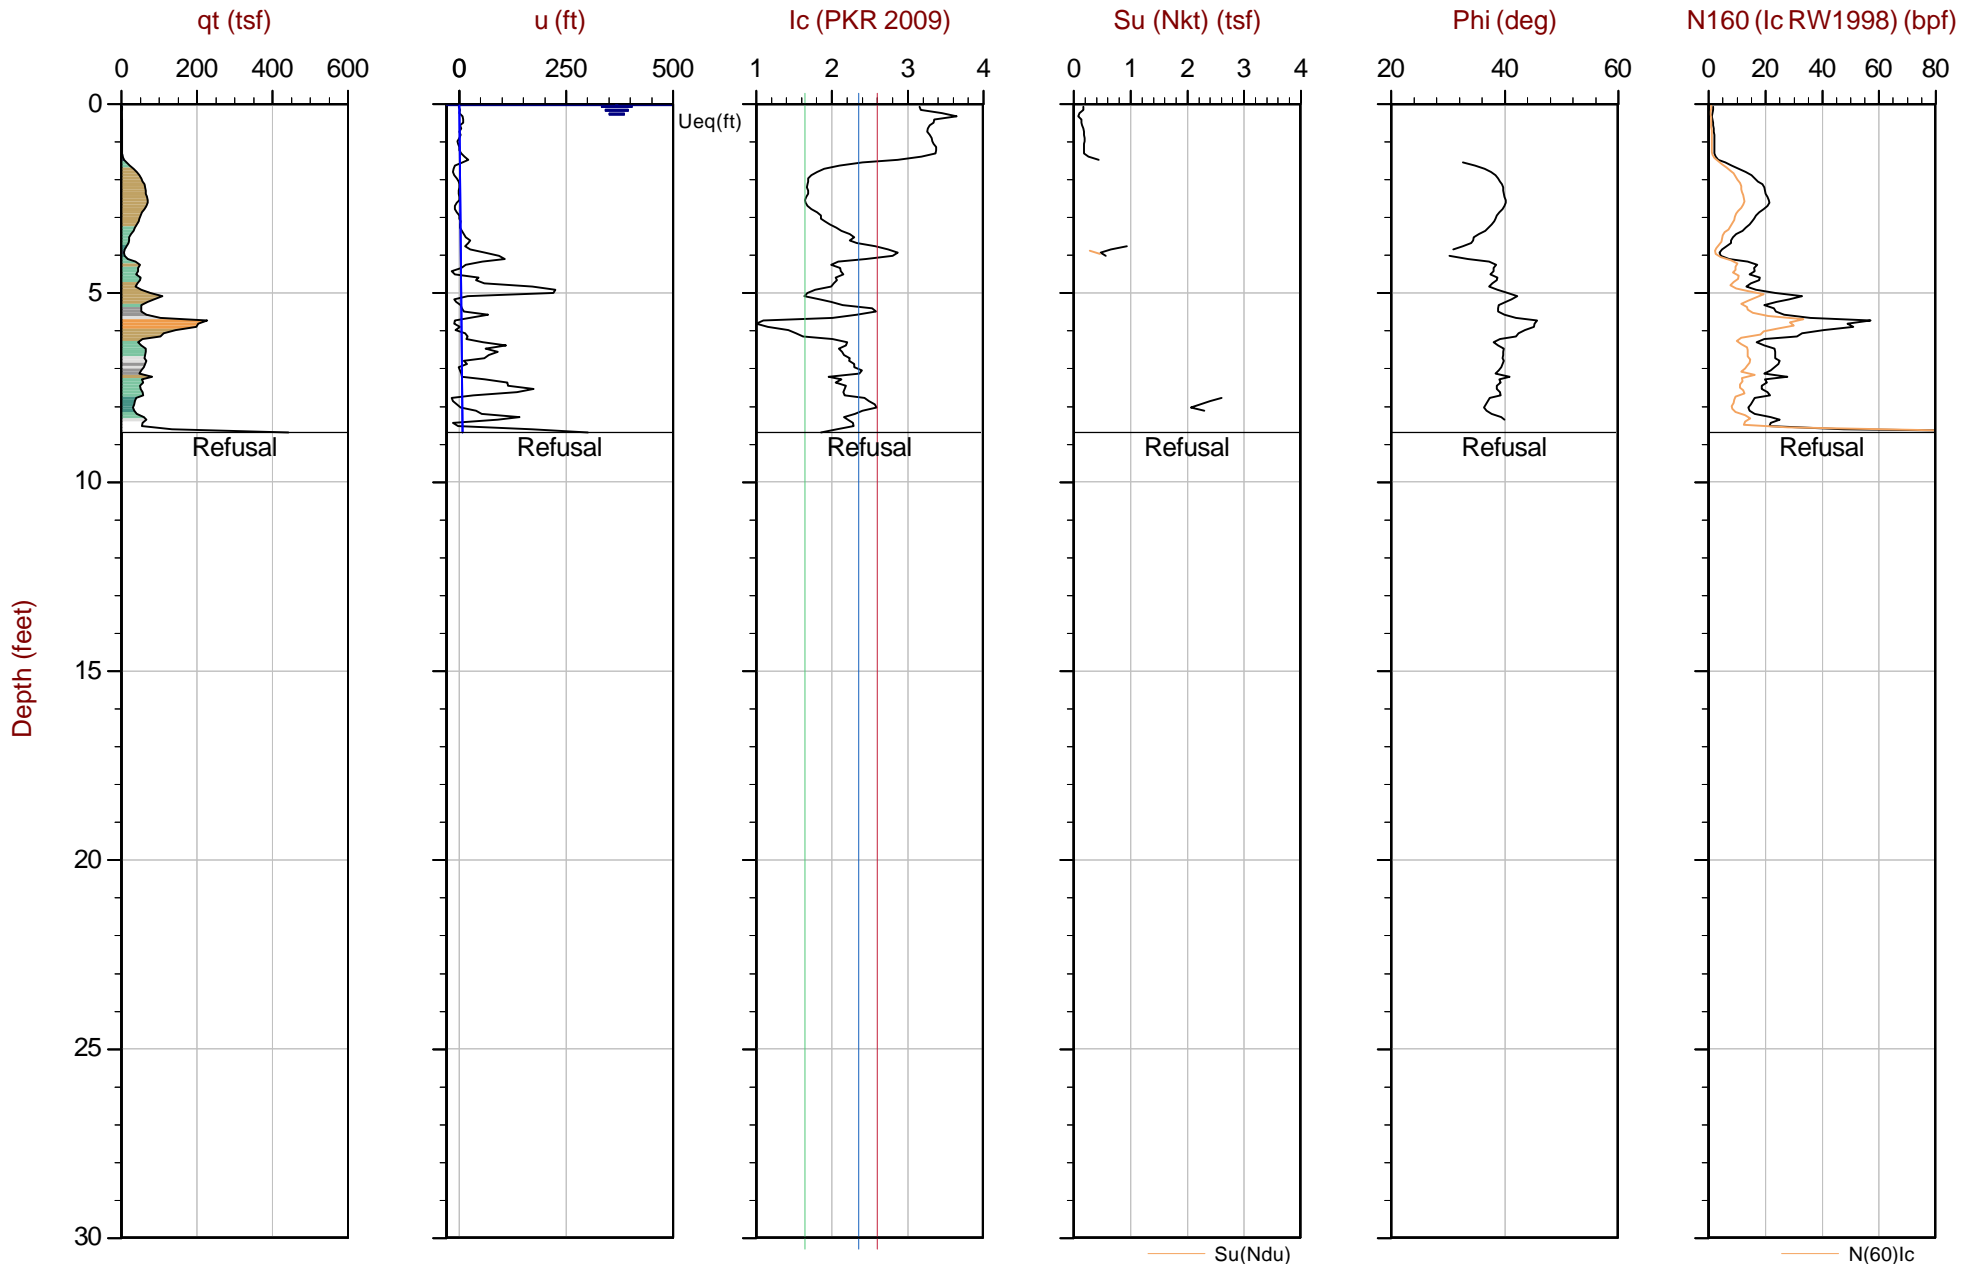 qt (tsf) u (ft) Ic (PKR 2009) Su (Nkt) (tsf) Phi (deg) N160 (Ic RW1998) (bpf)
0 200 400 600 0 250 500 1 2 3 4 0 1 2 3 4 20 40 60 0 20 40 60 80
0
Ueq(ft)
5
Refusal Refusal Refusal Refusal Refusal Refusal
10
15
Depth (feet)
20
25
30
Su(Ndu) N(60)Ic